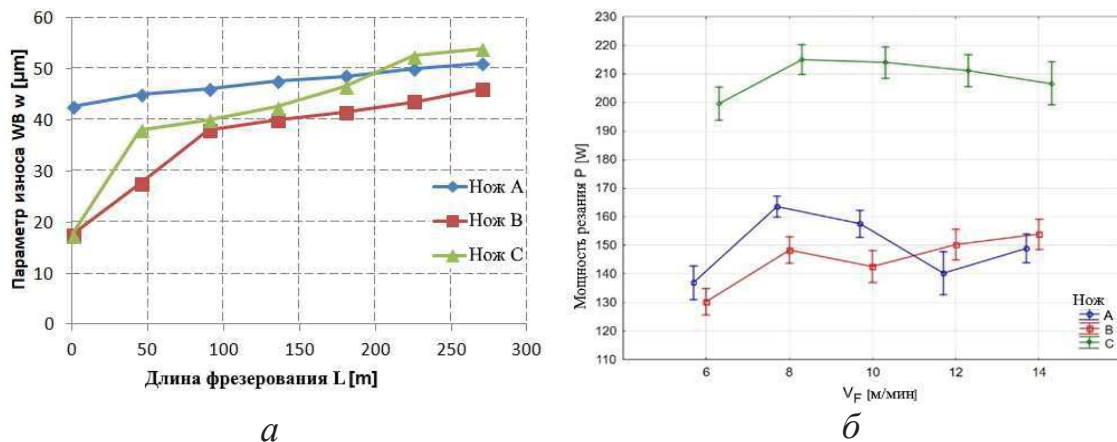 Параметр износа WB w [µm]
60
50
40
30
20
10
0
Нож A
Нож B
Нож C
0 50 100 150 200 250 300
Длина фрезерования L [m]
а
Мощность резания P [W]
230
220
210
200
190
180
170
160
150
140
130
120
110
Нож
A
B
C
6 8 10 12 14
V_F [м/мин]
б